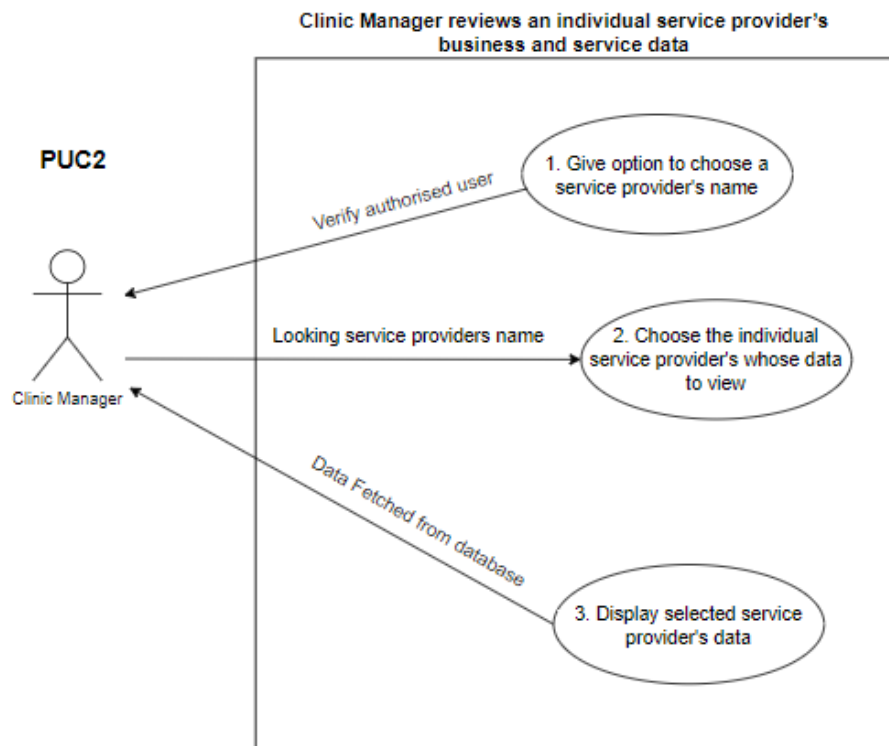 Clinic Manager reviews an individual service provider's
business and service data
PUC2
1. Give option to choose a
service provider's name
Verify authorised user
Looking service providers name
2. Choose the individual
service provider's whose data
to view
Clinic Manager
Data Fetched from database
3. Display selected service
provider's data